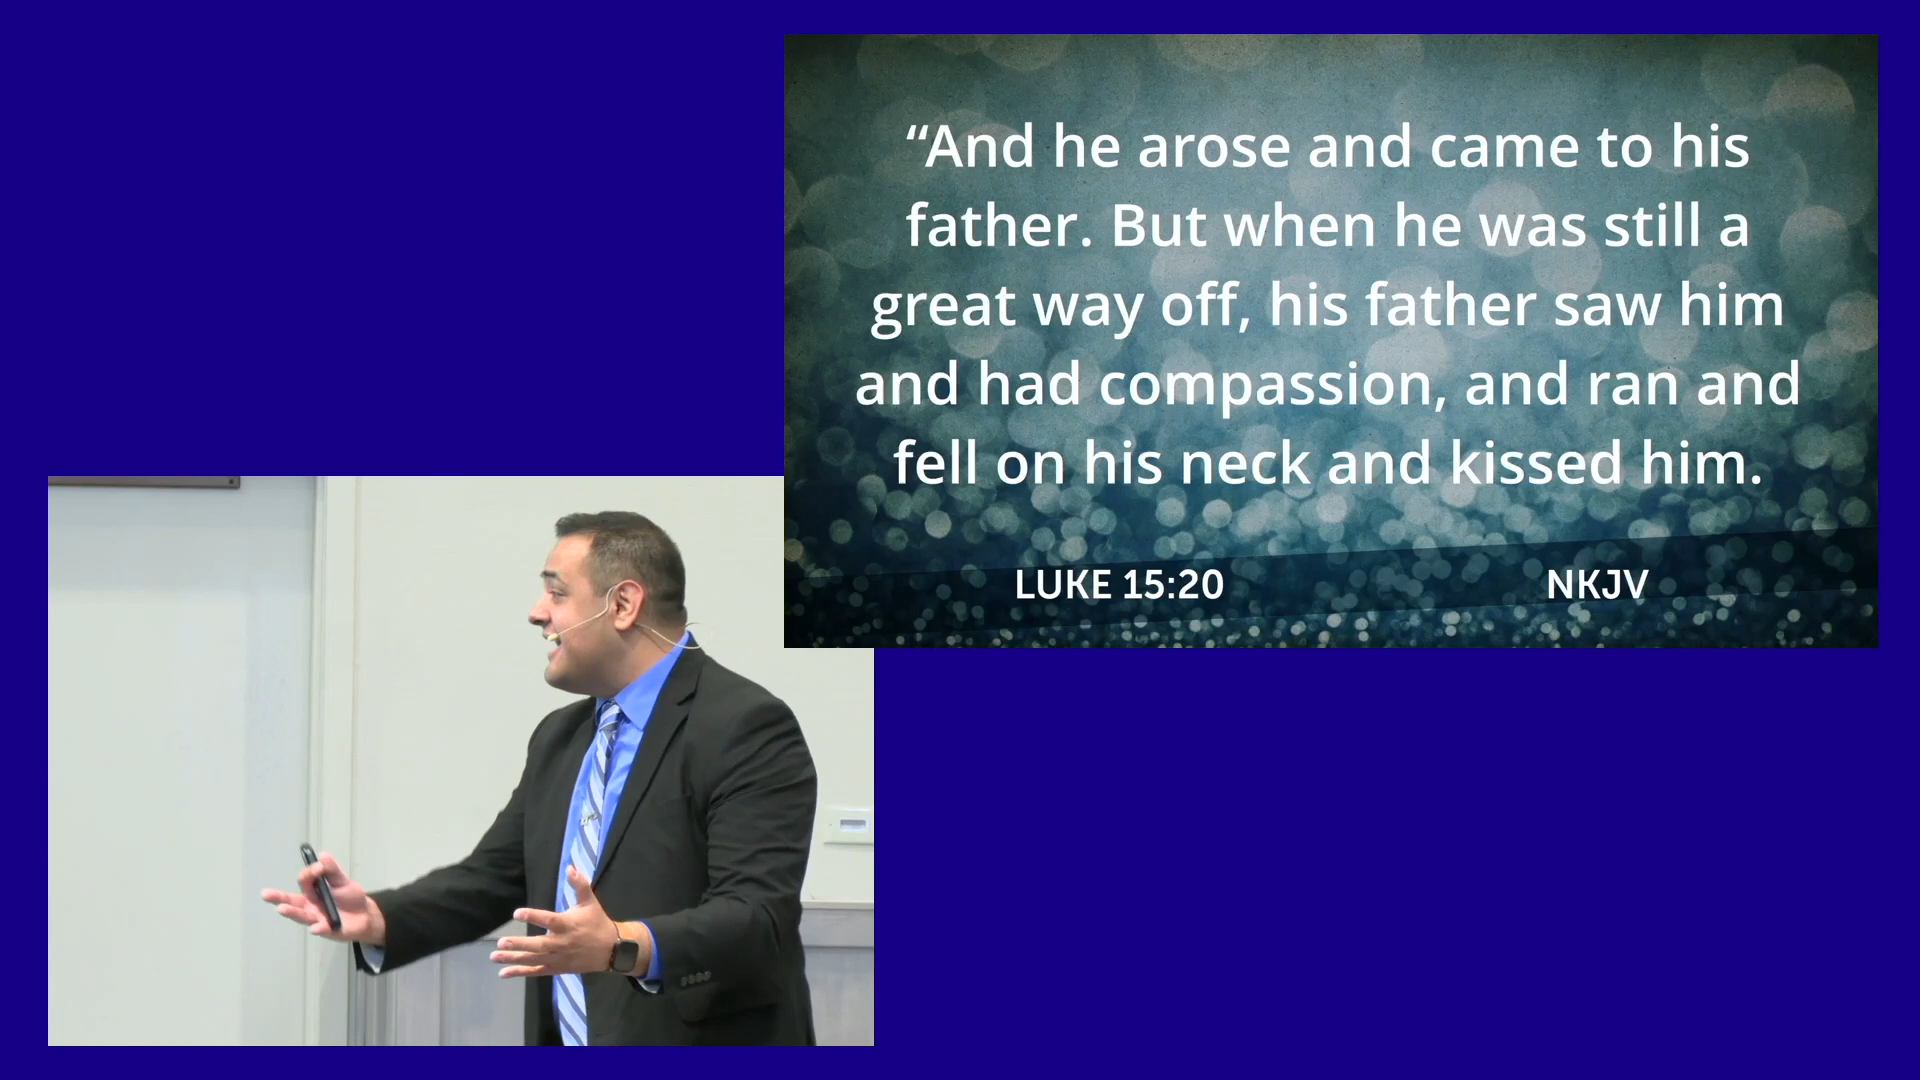 “And he arose and came to his
father. But when he was still a
great way off, his father saw him
and had compassion, and ran and
fell on his neck and kissed him.
LUKE 15:20 NKJV